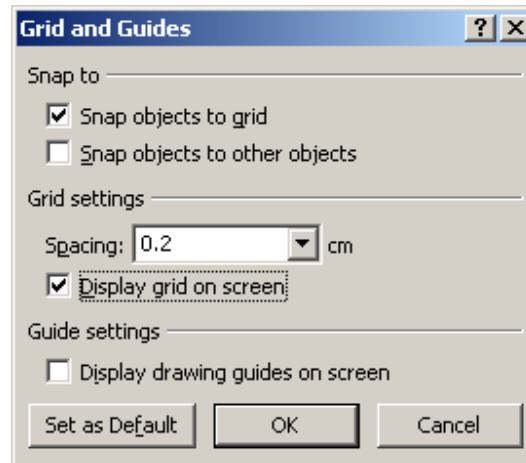 Grid and Guides
Snap to
Snap objects to grid
Snap objects to other objects
Grid settings
Spacing: 0.2 cm
Display grid on screen
Guide settings
Display drawing guides on screen
Set as Default OK Cancel